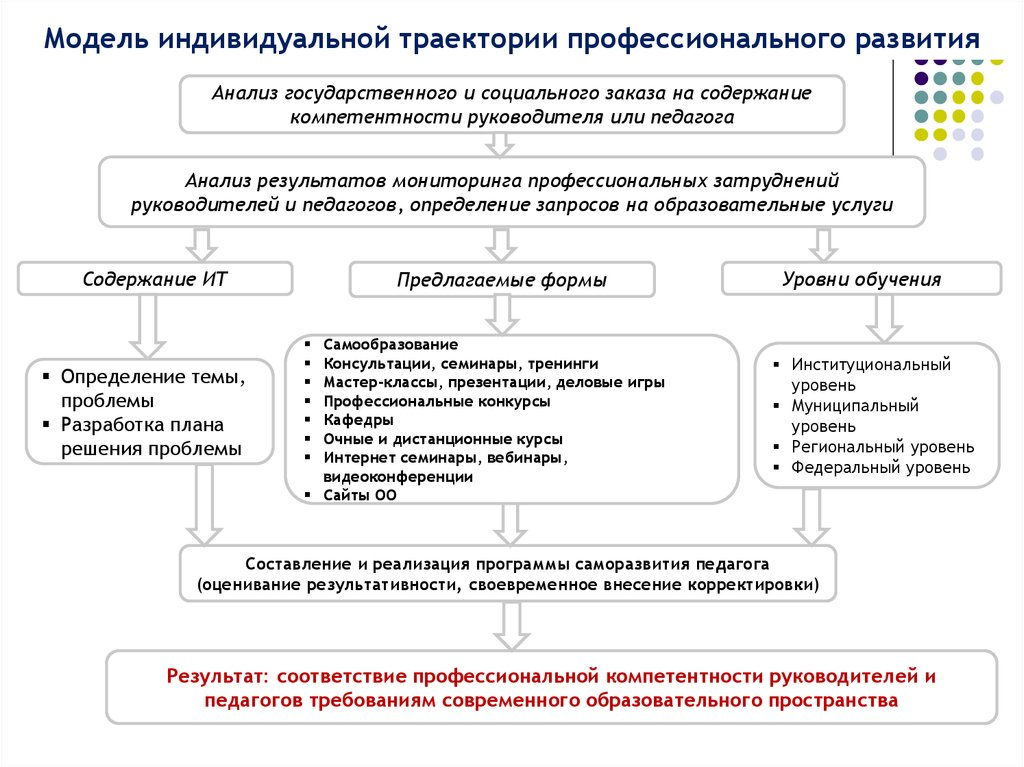 Модель индивидуальной траектории профессионального развития
Анализ государственного и социального заказа на содержание
компетентности руководителя или педагога
Анализ результатов мониторинга профессиональных затруднений
руководителей и педагогов, определение запросов на образовательные услуги
Содержание ИТ
▪ Определение темы,
проблемы
▪ Разработка плана
решения проблемы
Предлагаемые формы
▪ Самообразование
▪ Консультации, семинары, тренинги
▪ Мастер-классы, презентации, деловые игры
▪ Профессиональные конкурсы
▪ Кафедры
▪ Очные и дистанционные курсы
▪ Интернет семинары, вебинары,
видеоконференции
▪ Сайты ОО
Уровни обучения
▪ Институциональный
уровень
▪ Муниципальный
уровень
▪ Региональный уровень
▪ Федеральный уровень
Составление и реализация программы саморазвития педагога
(оценивание результативности, своевременное внесение корректировки)
Результат: соответствие профессиональной компетентности руководителей и
педагогов требованиям современного образовательного пространства